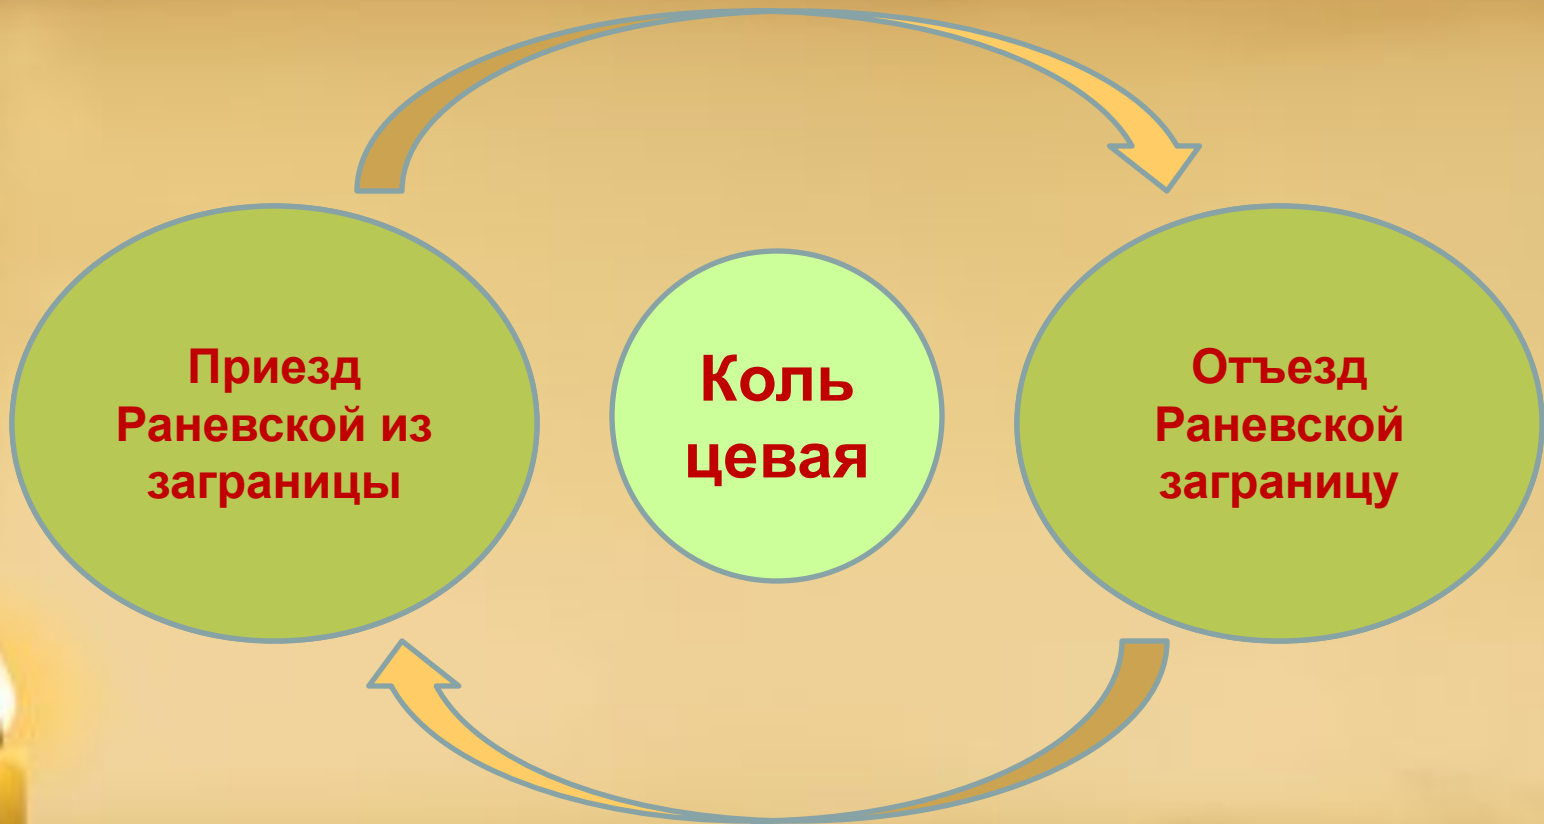 Приезд
Раневской из
заграницы
Коль
цевая
Отъезд
Раневской
заграницу